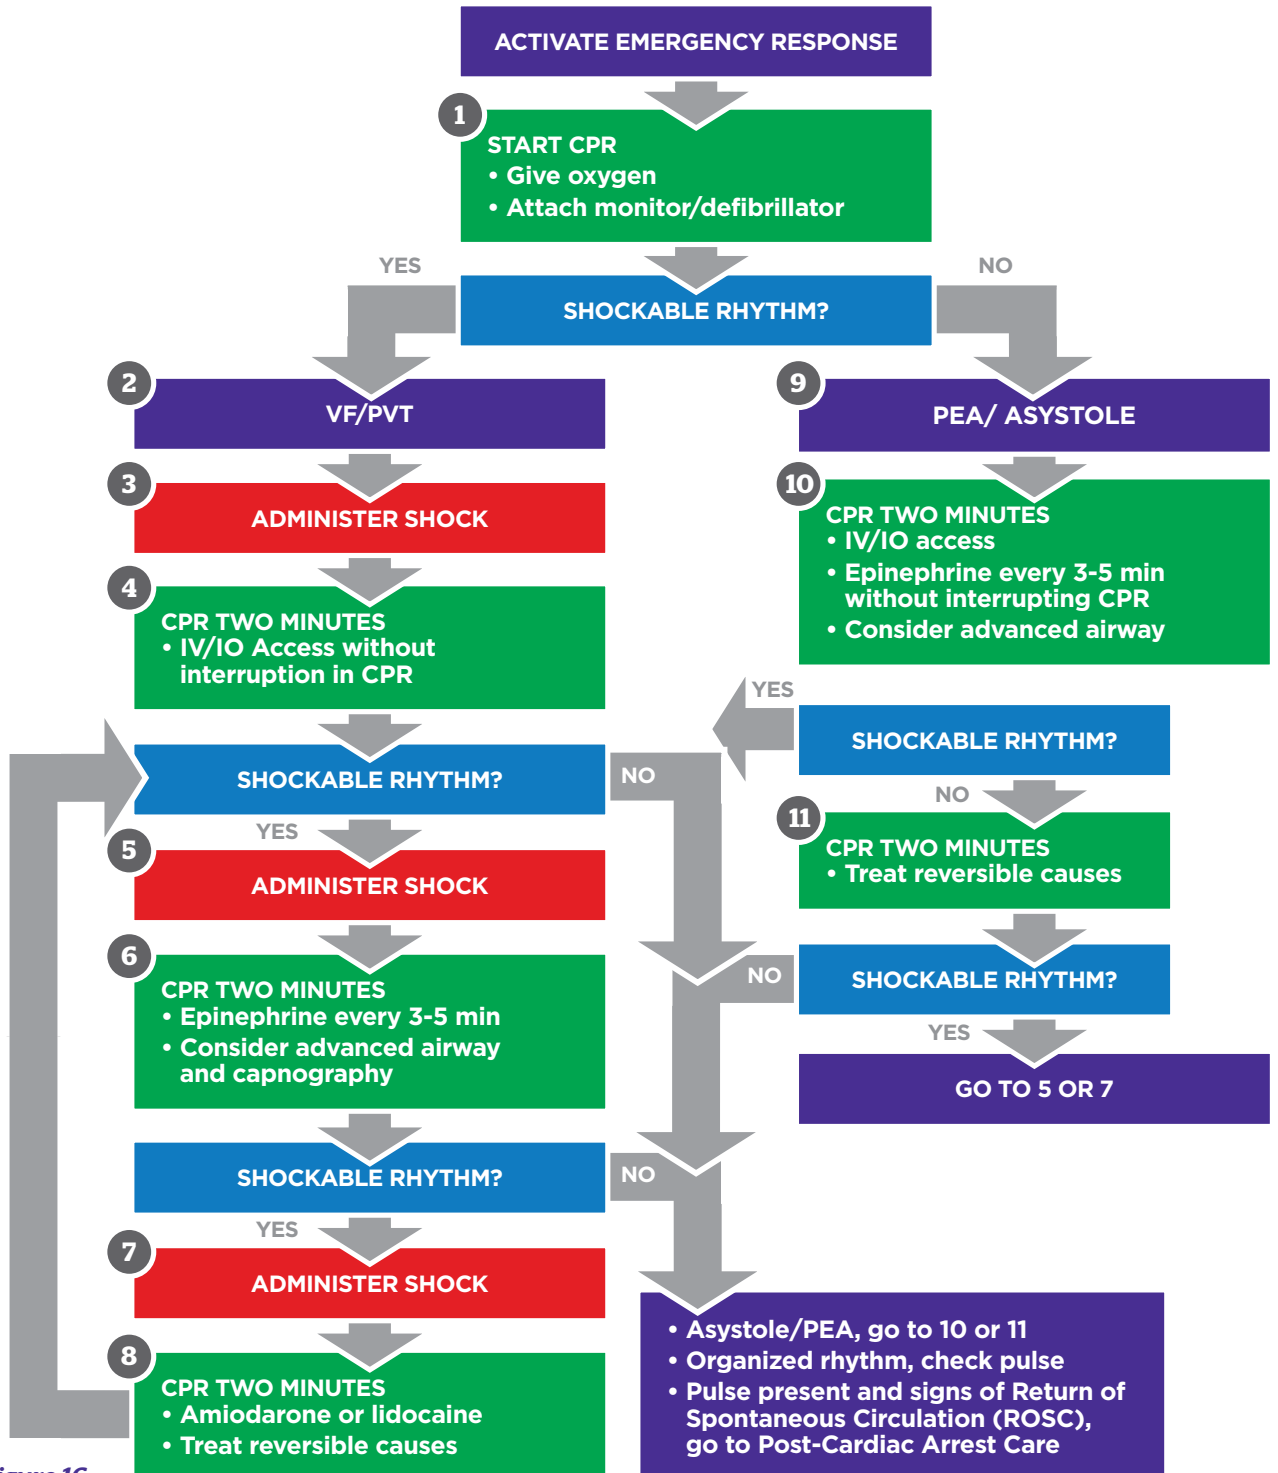 ACTIVATE EMERGENCY RESPONSE
1
START CPR
• Give oxygen
• Attach monitor/defibrillator
YES
NO
SHOCKABLE RHYTHM?
2
VF/PVT
3
ADMINISTER SHOCK
4
CPR TWO MINUTES
• IV/IO Access without
interruption in CPR
SHOCKABLE RHYTHM?
NO
YES
5
ADMINISTER SHOCK
6
CPR TWO MINUTES
• Epinephrine every 3-5 min
• Consider advanced airway
and capnography
SHOCKABLE RHYTHM?
NO
YES
7
ADMINISTER SHOCK
8
CPR TWO MINUTES
• Amiodarone or lidocaine
• Treat reversible causes
9
PEA/ ASYSTOLE
10
CPR TWO MINUTES
• IV/IO access
• Epinephrine every 3-5 min
without interrupting CPR
• Consider advanced airway
YES
SHOCKABLE RHYTHM?
NO
11
CPR TWO MINUTES
• Treat reversible causes
SHOCKABLE RHYTHM?
NO
YES
GO TO 5 OR 7
• Asystole/PEA, go to 10 or 11
• Organized rhythm, check pulse
• Pulse present and signs of Return of
Spontaneous Circulation (ROSC),
go to Post-Cardiac Arrest Care